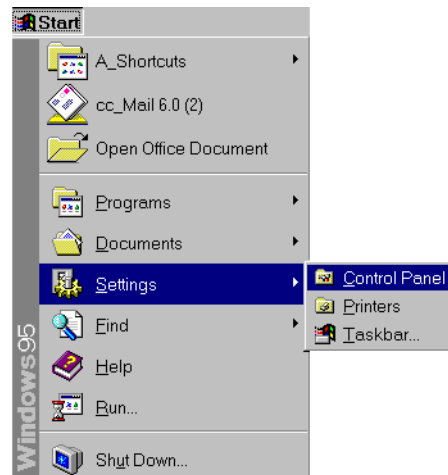 Start
A_Shortcuts
cc_Mail 6.0 (2)
Open Office Document
Programs
Documents
Settings
Control Panel
Printers
Taskbar...
Find
Help
Run...
Shut Down...
Windows95